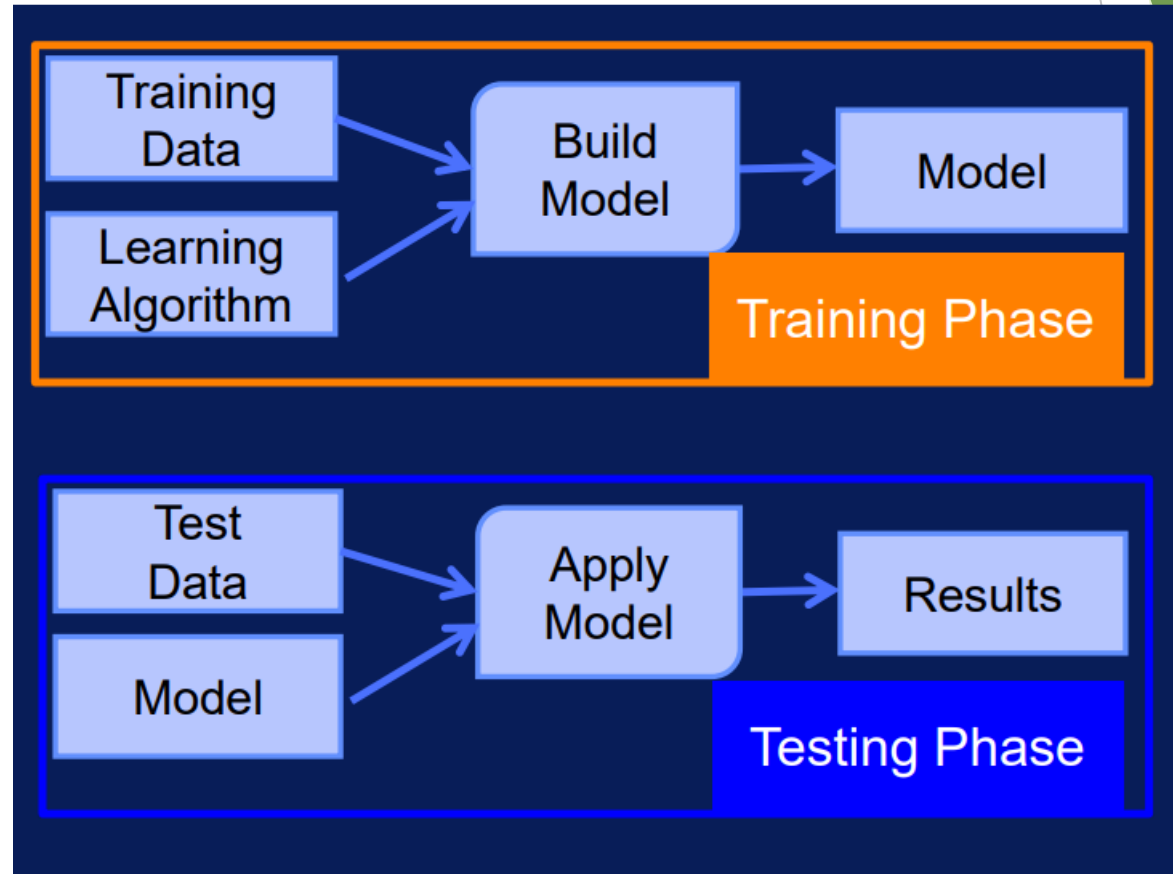 Training
Data
Learning
Algorithm
Build
Model
Model
Training Phase
Test
Data
Model
Apply
Model
Results
Testing Phase